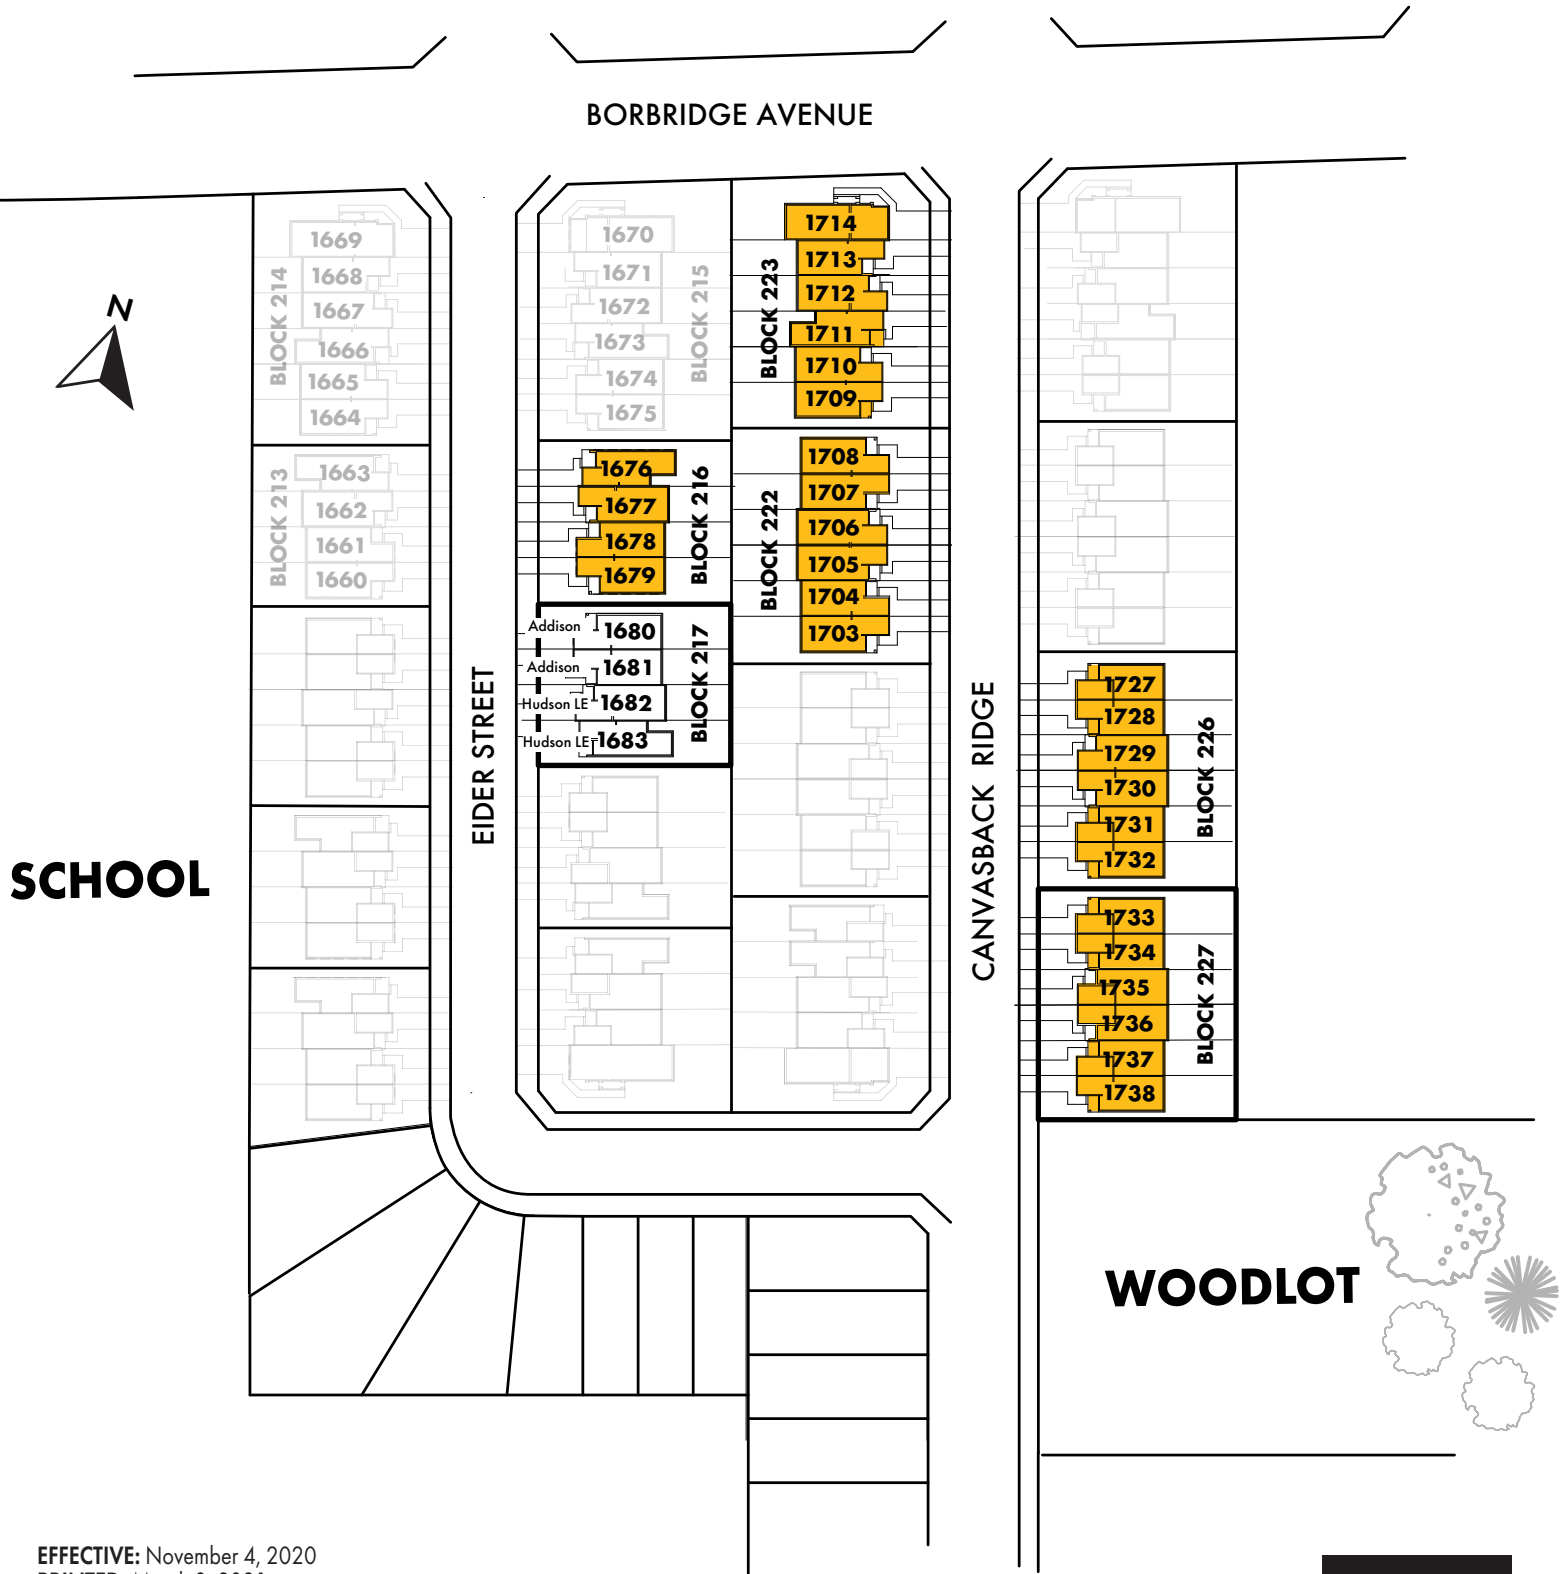 BORBRIDGE AVENUE
N
BLOCK 214
1669
1668
1667
1666
1665
1664
BLOCK 213
1663
1662
1661
1660
1670
1671
1672
1673
1674
1675
BLOCK 215
1676
1677
1678
1679
BLOCK 216
Addison 1680
Addison 1681
Hudson LE 1682
Hudson LE 1683
BLOCK 217
BLOCK 223
1714
1713
1712
1711
1710
1709
BLOCK 222
1708
1707
1706
1705
1704
1703
EIDER STREET
CANVASBACK RIDGE
1727
1728
1729
1730
1731
1732
BLOCK 226
1733
1734
1735
1736
1737
1738
BLOCK 227
SCHOOL
WOODLOT
EFFECTIVE: November 4, 2020